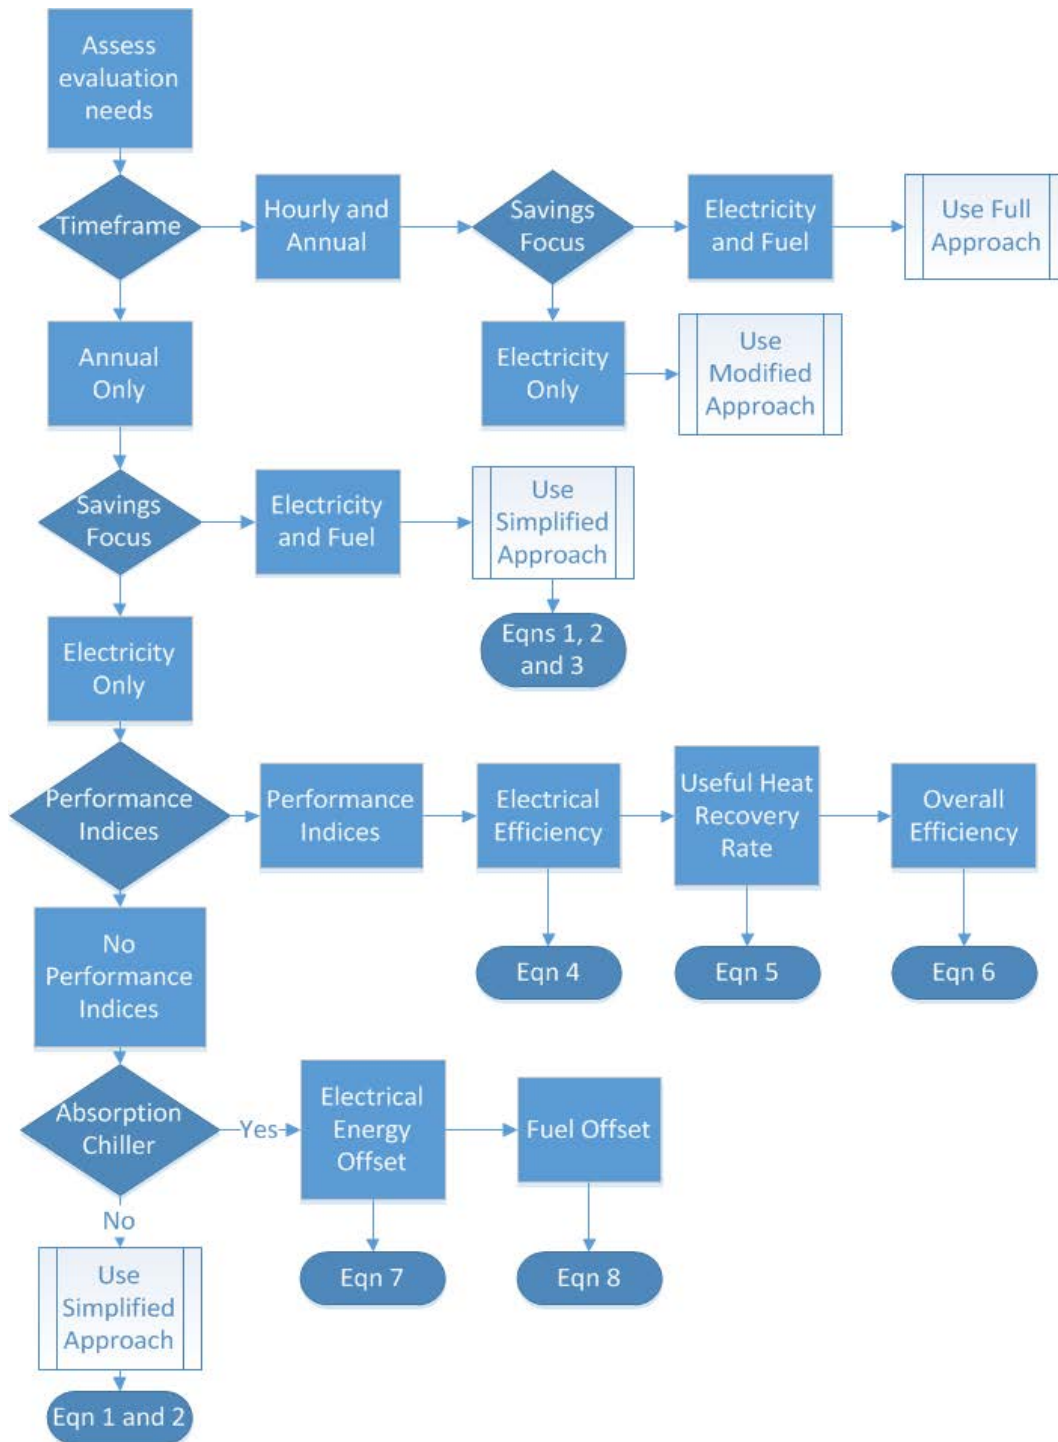 Assess
evaluation
needs
Timeframe
Hourly and
Annual
Savings
Focus
Electricity
and Fuel
Use Full
Approach
Annual
Only
Electricity
Only
Use
Modified
Approach
Savings
Focus
Electricity
and Fuel
Use
Simplified
Approach
Eqns 1, 2
and 3
Electricity
Only
Performance
Indices
Performance
Indices
Electrical
Efficiency
Useful Heat
Recovery
Rate
Overall
Efficiency
Eqn 4
Eqn 5
Eqn 6
No
Performance
Indices
Absorption
Chiller
Yes
Electrical
Energy
Offset
Fuel Offset
Eqn 7
Eqn 8
No
Use
Simplified
Approach
Eqn 1 and 2